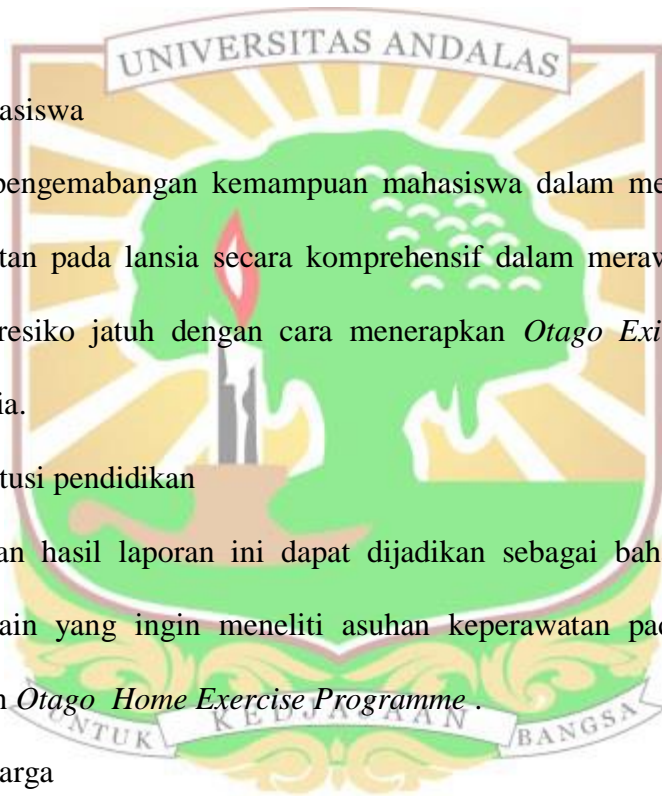 UNIVERSITAS ANDALAS
asiswa
pengemabangan kemampuan mahasiswa dalam me
tan pada lansia secara komprehensif dalam meraw
resiko jatuh dengan cara menerapkan Otago Exi
ia.
tusi pendidikan
an hasil laporan ini dapat dijadikan sebagai bah
ain yang ingin meneliti asuhan keperawatan pad
n Otago Home Exercise Programme .
UNTUK KEDJAJAAN BANGSA
arga